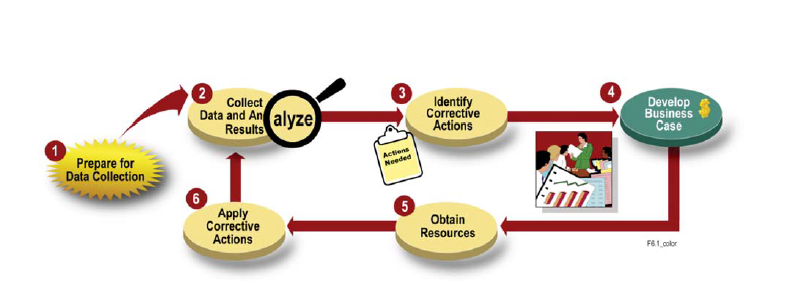 1
Prepare for
Data Collection
2
Collect
Data and An
alyze
Results
3
Identify
Corrective
Actions
Actions
Needed
4
Develop
Business
Case
$
5
Obtain
Resources
6
Apply
Corrective
Actions
F6.1_color